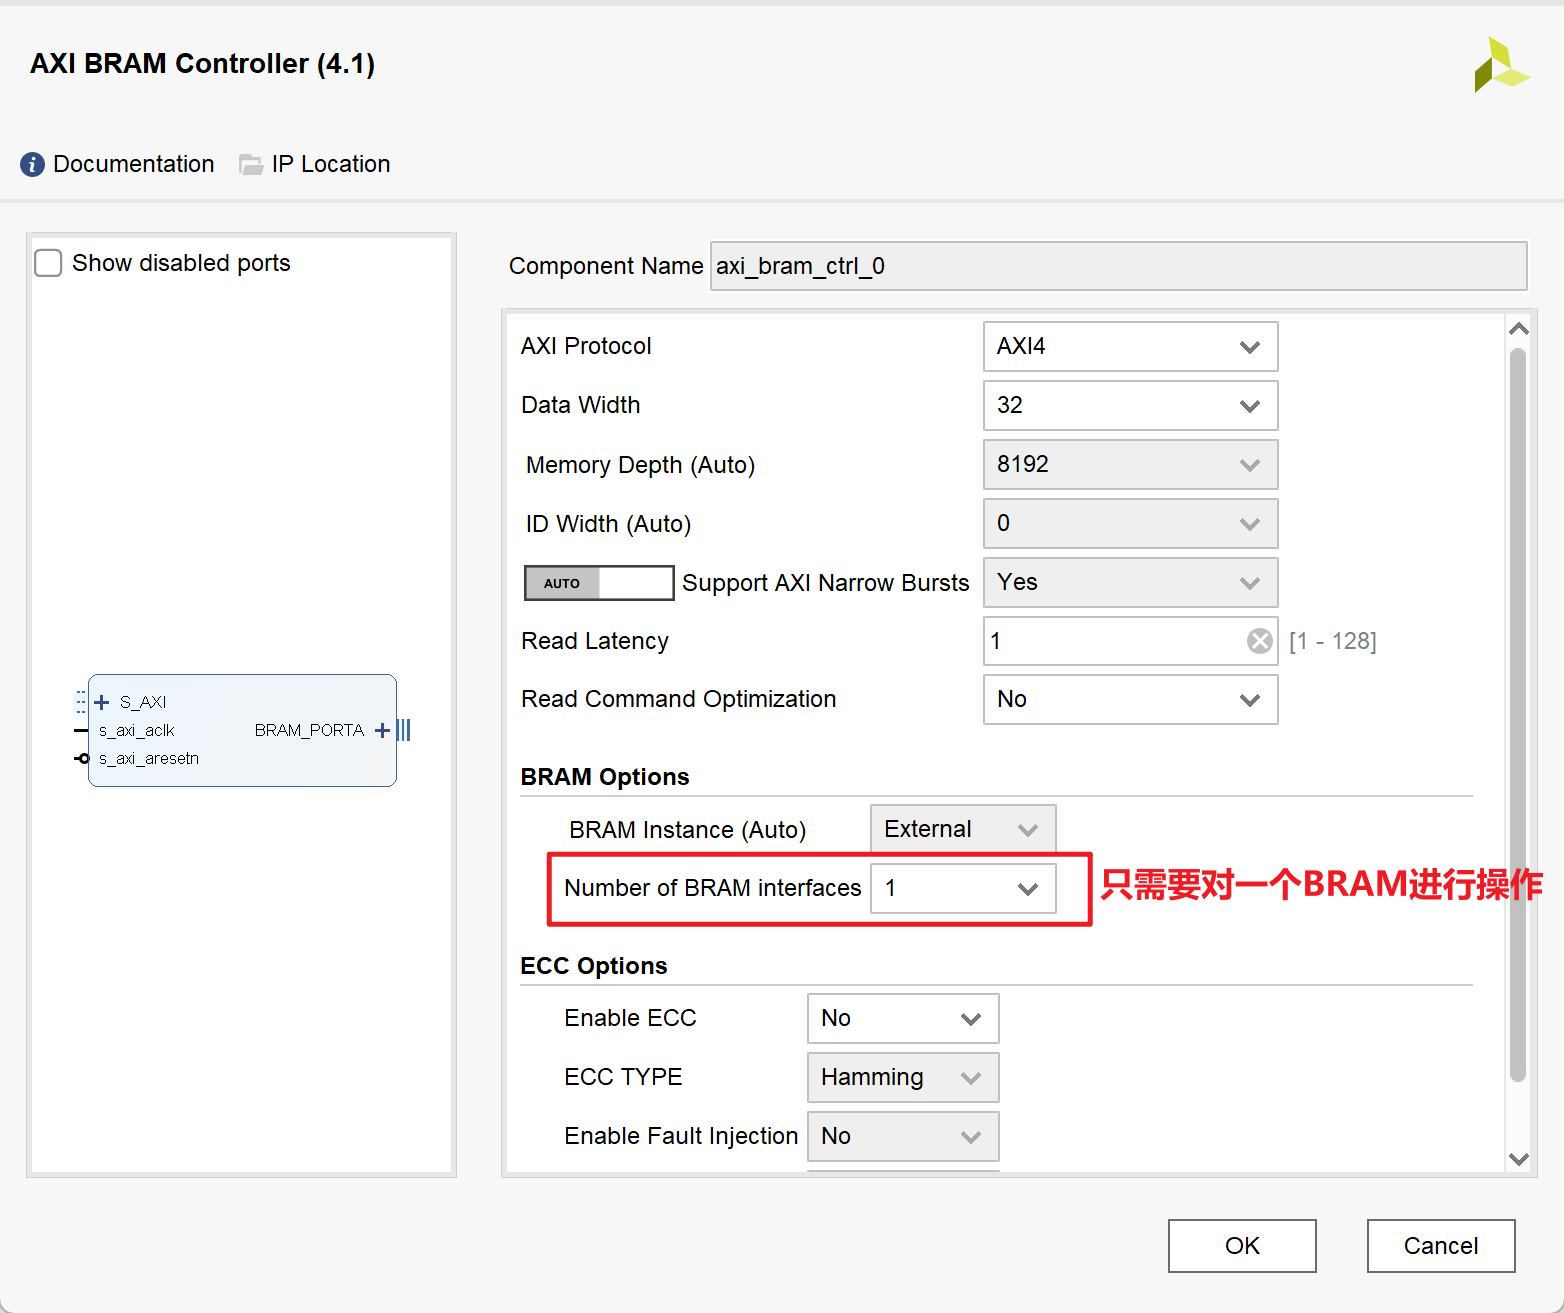 AXI BRAM Controller (4.1)
Documentation IP Location
Show disabled ports
S_AXI
s_axi_aclk
s_axi_aresetn
BRAM_PORTA
Component Name axi_bram_ctrl_0
AXI Protocol AXI4
Data Width 32
Memory Depth (Auto) 8192
ID Width (Auto) 0
AUTO Support AXI Narrow Bursts Yes
Read Latency 1 [1 - 128]
Read Command Optimization No
BRAM Options
BRAM Instance (Auto) External
Number of BRAM interfaces 1 只需要对一个BRAM进行操作
ECC Options
Enable ECC No
ECC TYPE Hamming
Enable Fault Injection No
OK Cancel